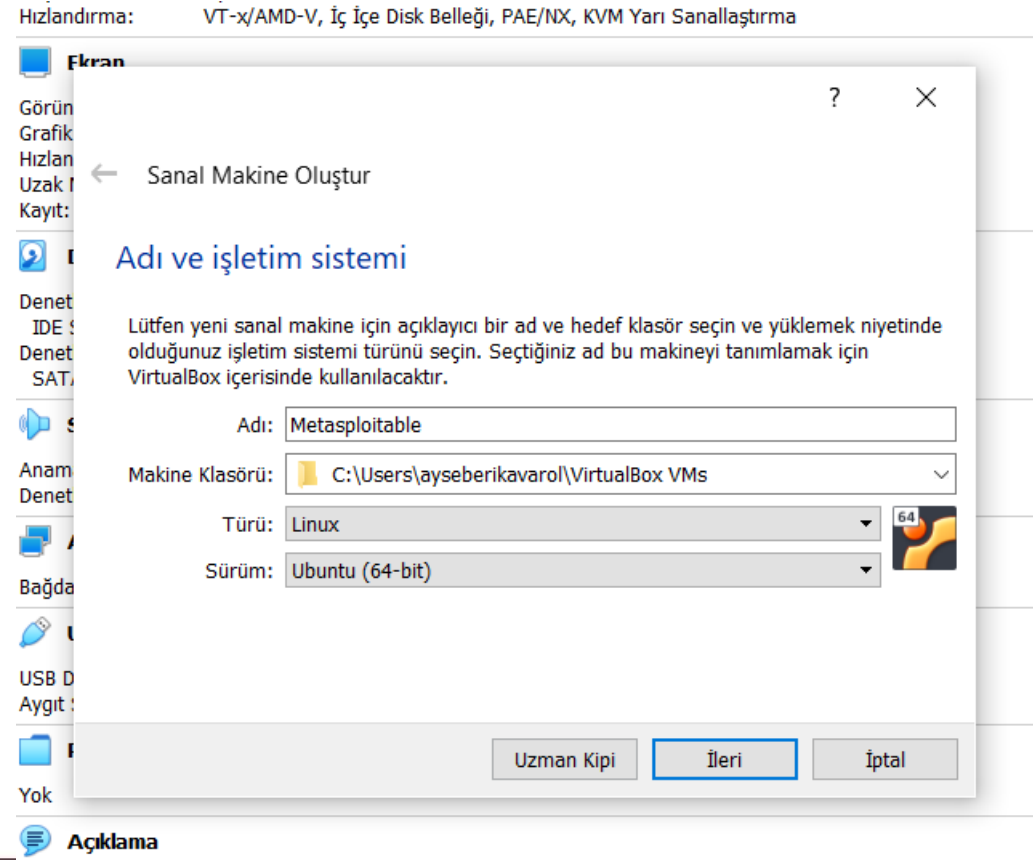 Hızlandırma: VT-x/AMD-V, İç İçe Disk Belleği, PAE/NX, KVM Yarı Sanallaştırma
Ekran
?
Görün
Grafik
Hızlan
Uzak
Kayıt:
Sanal Makine Oluştur
Adı ve işletim sistemi
Denet
IDE
Denet
SATA
Lütfen yeni sanal makine için açıklayıcı bir ad ve hedef klasör seçin ve yüklemek niyetinde
olduğunuz işletim sistemi türünü seçin. Seçtiğiniz ad bu makineyi tanımlamak için
VirtualBox içerisinde kullanılacaktır.
Adı: Metasploitable
Anam
Denet
Makine Klasörü: C:\Users\ayseberikavarol\VirtualBox VMs
Türü: Linux
64
Sürüm: Ubuntu (64-bit)
Bağda
USB D
Aygıt
Uzman Kipi
İleri
İptal
Yok
Açıklama